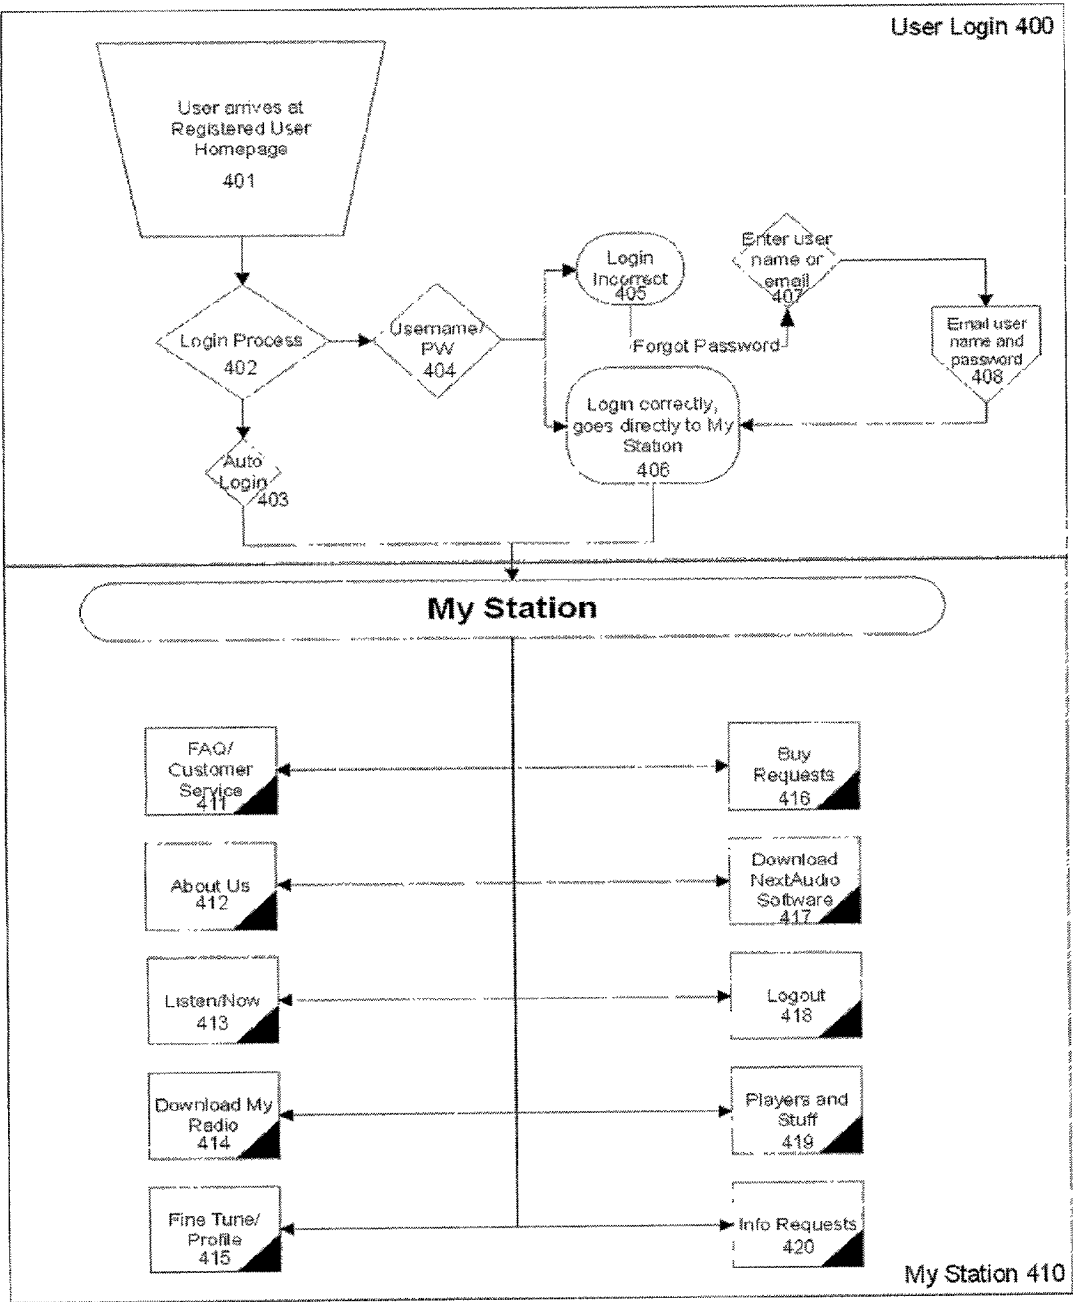 User Login 400
User arrives at
Registered User
Homepage
401
Login Process
402
Username/
PW
404
Login
Incorrect
405
Forgot Password
Enter user
name or
email
407
Email user
name and
password
408
Login correctly,
goes directly to My
Station
406
Auto
Login
403
My Station
FAQ/
Customer
Service
411
Buy
Requests
416
About Us
412
Download
NextAudio
Software
417
Listen/Now
413
Logout
418
Download My
Radio
414
Players and
Stuff
419
Fine Tune/
Profile
415
Info Requests
420
My Station 410